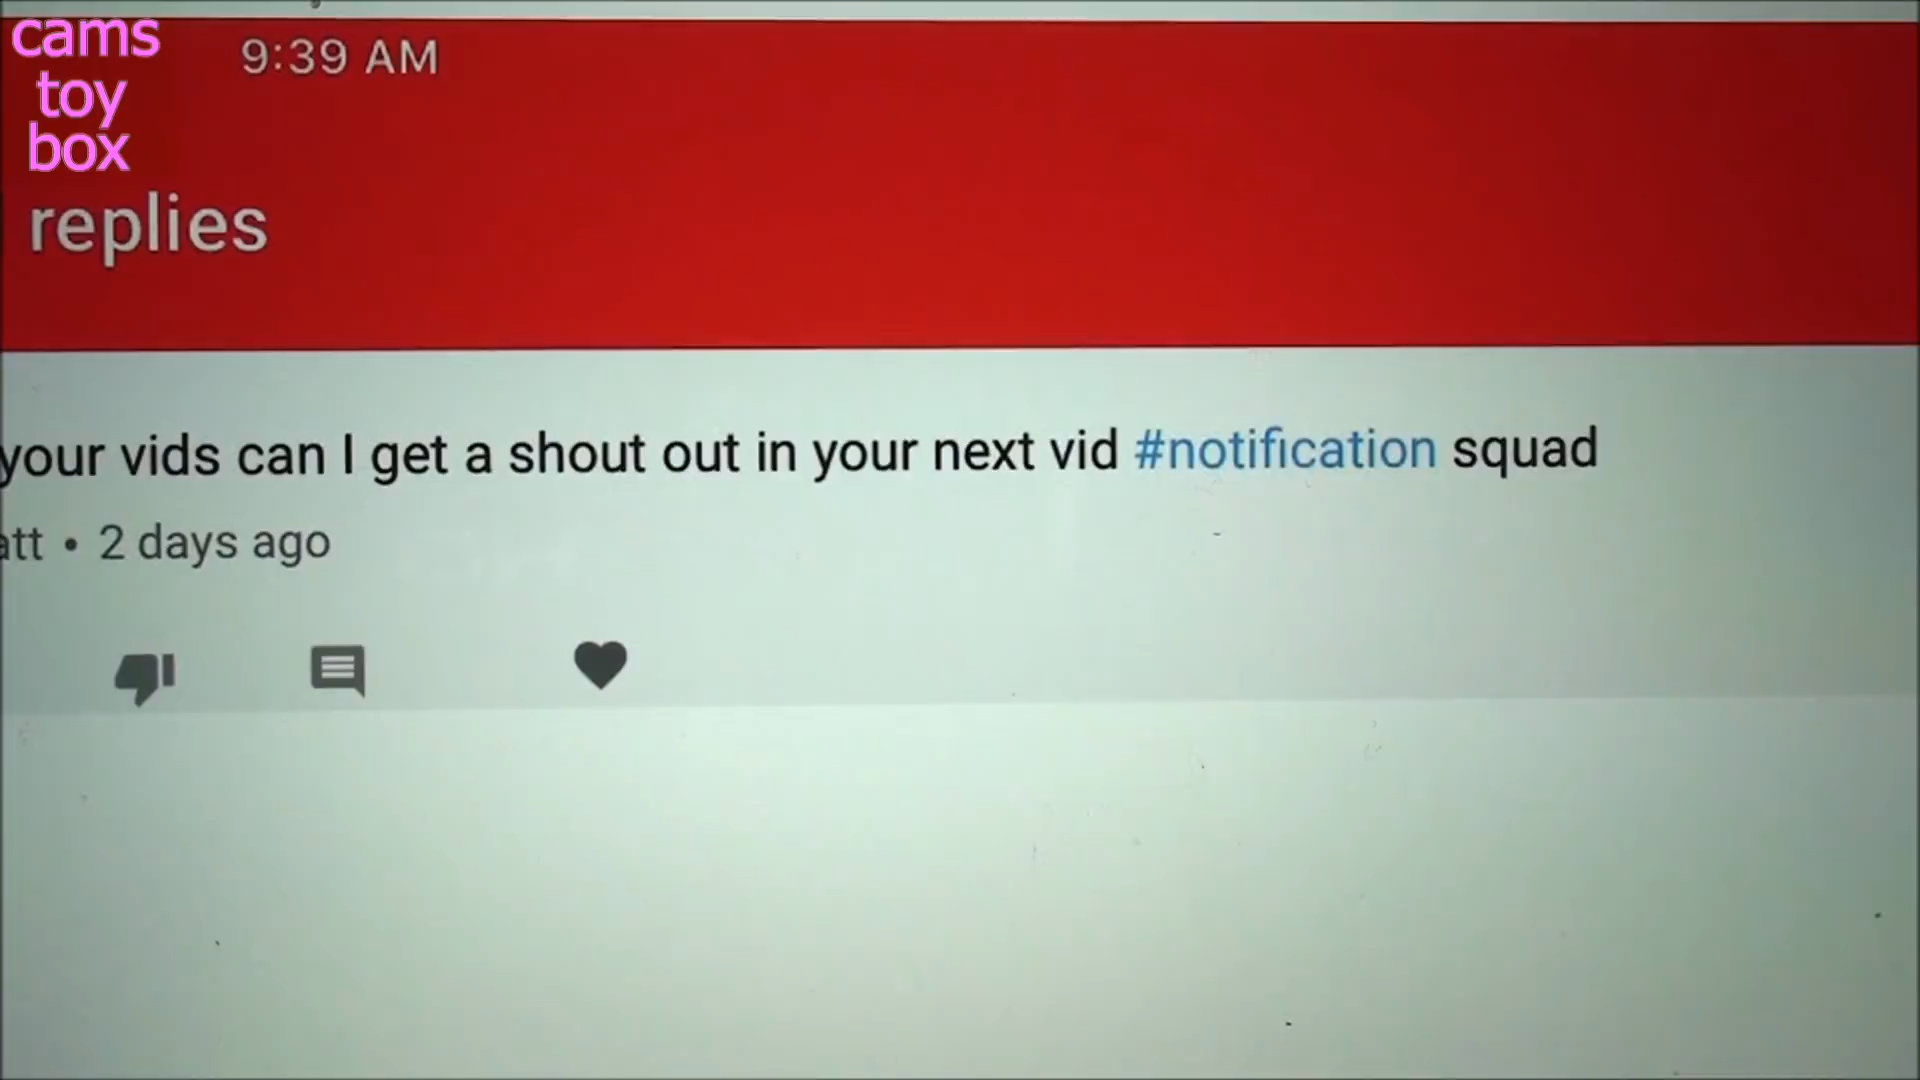 cams
toy
box
9:39 AM
replies
your vids can I get a shout out in your next vid #notification squad
att • 2 days ago